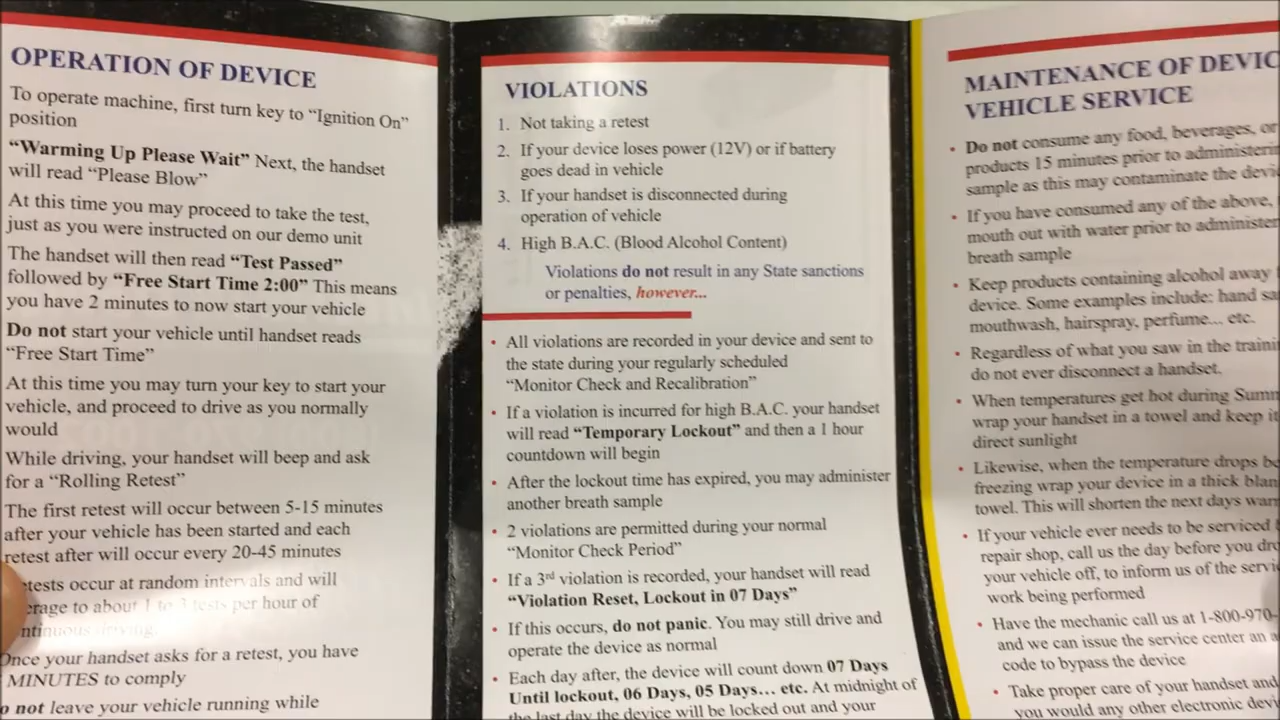 OPERATION OF DEVICE
To operate machine, first turn key to “Ignition On”
position
“Warming Up Please Wait” Next, the handset
will read “Please Blow”
At this time you may proceed to take the test,
just as you were instructed on our demo unit
The handset will then read “Test Passed”
followed by “Free Start Time 2:00” This means
you have 2 minutes to now start your vehicle
Do not start your vehicle until handset reads
“Free Start Time”
At this time you may turn your key to start your
vehicle, and proceed to drive as you normally
would
While driving, your handset will beep and ask
for a “Rolling Retest”
The first retest will occur between 5-15 minutes
after your vehicle has been started and each
retest after will occur every 20-45 minutes
occur at random intervals and will
to about 1 to 3 tests per hour of
driving.
Once your handset asks for a retest, you have
MINUTES to comply
not leave your vehicle running while
VIOLATIONS
1. Not taking a retest
2. If your device loses power (12V) or if battery
goes dead in vehicle
3. If your handset is disconnected during
operation of vehicle
4. High B.A.C. (Blood Alcohol Content)
Violations do not result in any State sanctions
or penalties, however...
• All violations are recorded in your device and sent to
the state during your regularly scheduled
“Monitor Check and Recalibration”
• If a violation is incurred for high B.A.C. your handset
will read “Temporary Lockout” and then a 1 hour
countdown will begin
• After the lockout time has expired, you may administer
another breath sample
• 2 violations are permitted during your normal
“Monitor Check Period”
• If a 3rd violation is recorded, your handset will read
“Violation Reset, Lockout in 07 Days”
• If this occurs, do not panic. You may still drive and
operate the device as normal
• Each day after, the device will count down 07 Days
Until lockout, 06 Days, 05 Days... etc. At midnight of
the last day the device will be locked out and your
MAINTENANCE OF
VEHICLE SERVICE
• Do not consume any food, beverages, or
products 15 minutes prior to
sample as this may contaminate the
• If you have consumed any of the above,
mouth out with water prior to
breath sample
• Keep products containing alcohol away
device. Some examples include: hand
mouthwash, hairspray, perfume... etc.
• Regardless of what you saw in the
do not ever disconnect a handset.
• When temperatures get hot during
wrap your handset in a towel and keep
direct sunlight
• Likewise, when the temperature drops
freezing wrap your device in a thick
towel. This will shorten the next days
• If your vehicle ever needs to be serviced
repair shop, call us the day before you
your vehicle off, to inform us of the
work being performed
• Have the mechanic call us at 1-800-970-
and we can issue the service center an
code to bypass the device
• Take proper care of your handset and
you would any other electronic